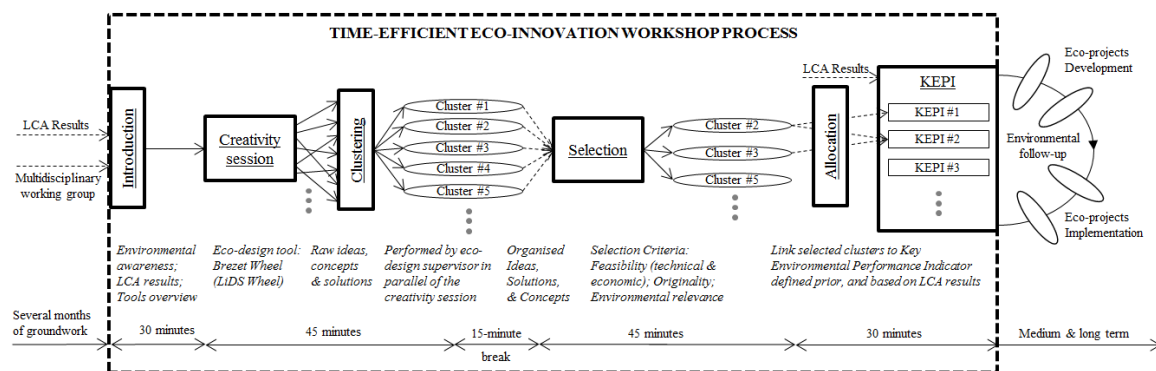 TIME-EFFICIENT ECO-INNOVATION WORKSHOP PROCESS
LCA Results
Multidisciplinary
working group
Introduction
Creativity
session
Clustering
Cluster #1
Cluster #2
Cluster #3
Cluster #4
Cluster #5
Selection
Cluster #2
Cluster #3
Cluster #5
LCA Results
Allocation
KEPI
KEPI #1
KEPI #2
KEPI #3
Eco-projects
Development
Environmental
follow-up
Eco-projects
Implementation
Environmental
awareness;
LCA results;
Tools overview
Eco-design tool:
Brezet Wheel
(LiDS Wheel)
Raw ideas,
concepts
& solutions
Performed by eco-
design supervisor in
parallel of the
creativity session
Organised
Ideas,
Solutions,
& Concepts
Selection Criteria:
Feasibility (technical &
economic); Originality;
Environmental relevance
Link selected clusters to Key
Environmental Performance Indicator
defined prior, and based on LCA results
Several months
of groundwork
30 minutes
45 minutes
15-minute
break
45 minutes
30 minutes
Medium & long term